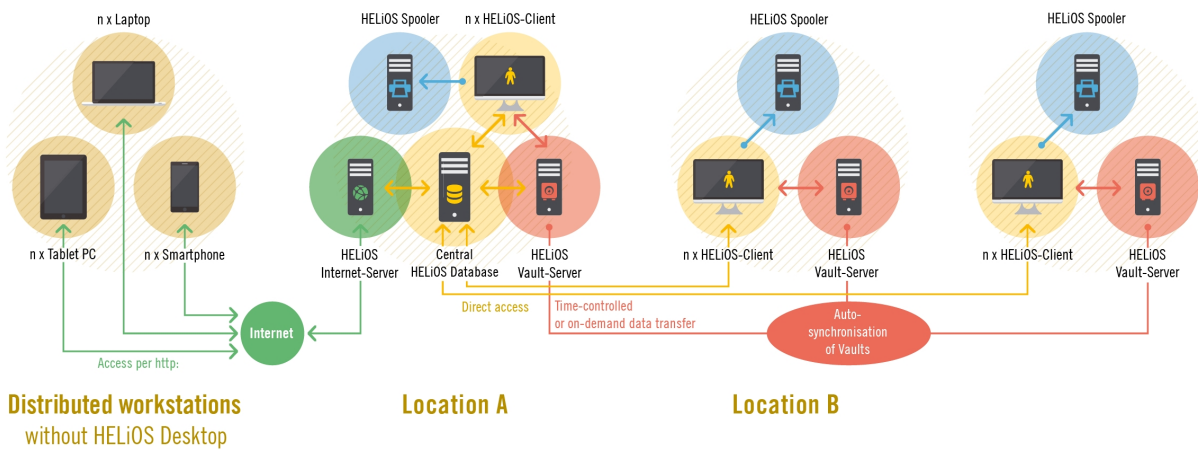 n x Laptop
HELiOS Spooler
n x HELiOS-Client
HELiOS Spooler
HELiOS Spooler
n x Tablet PC
n x Smartphone
HELiOS
Internet-Server
Central
HELiOS Database
HELiOS
Vault-Server
n x HELiOS-Client
HELiOS
Vault-Server
n x HELiOS-Client
HELiOS
Vault-Server
Direct access
Time-controlled
or on-demand data transfer
Internet
Auto-
synchronisation
of Vaults
Access per http:
Distributed workstations
without HELiOS Desktop
Location A
Location B